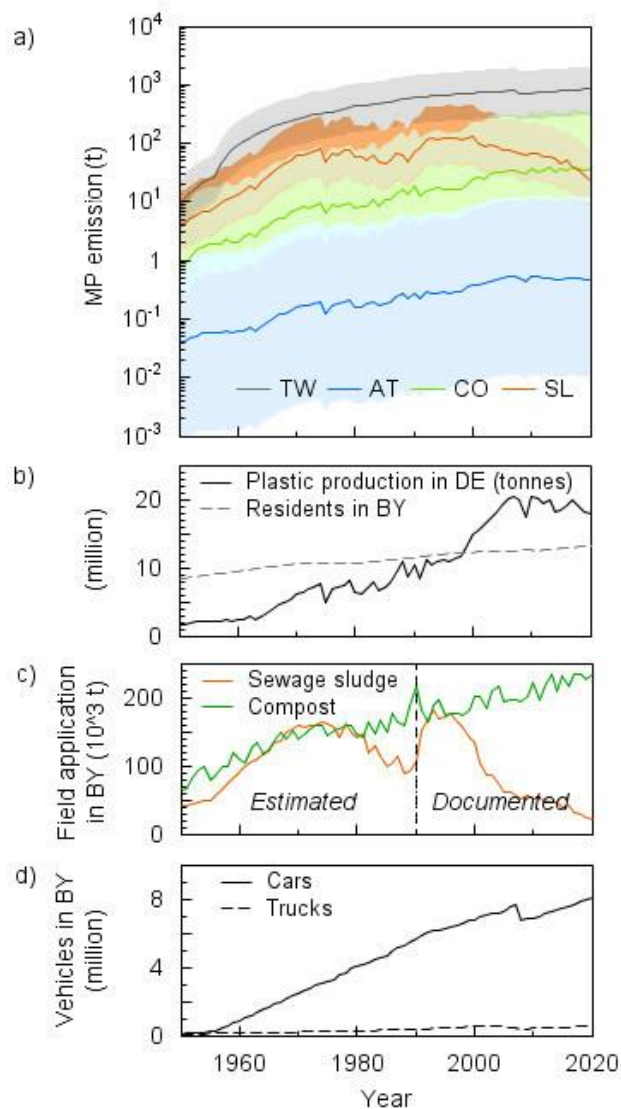 a)
MP emission (t)
10^4
10^3
10^2
10^1
1
10^-1
10^-2
10^-3
TW AT CO SL
b)
(million)
20
10
0
Plastic production in DE (tonnes)
Residents in BY
c)
Field application
in BY (10^3 t)
200
100
0
Sewage sludge
Compost
Estimated Documented
d)
Vehicles in BY
(million)
8
4
0
Cars
Trucks
1960 1980 2000 2020
Year